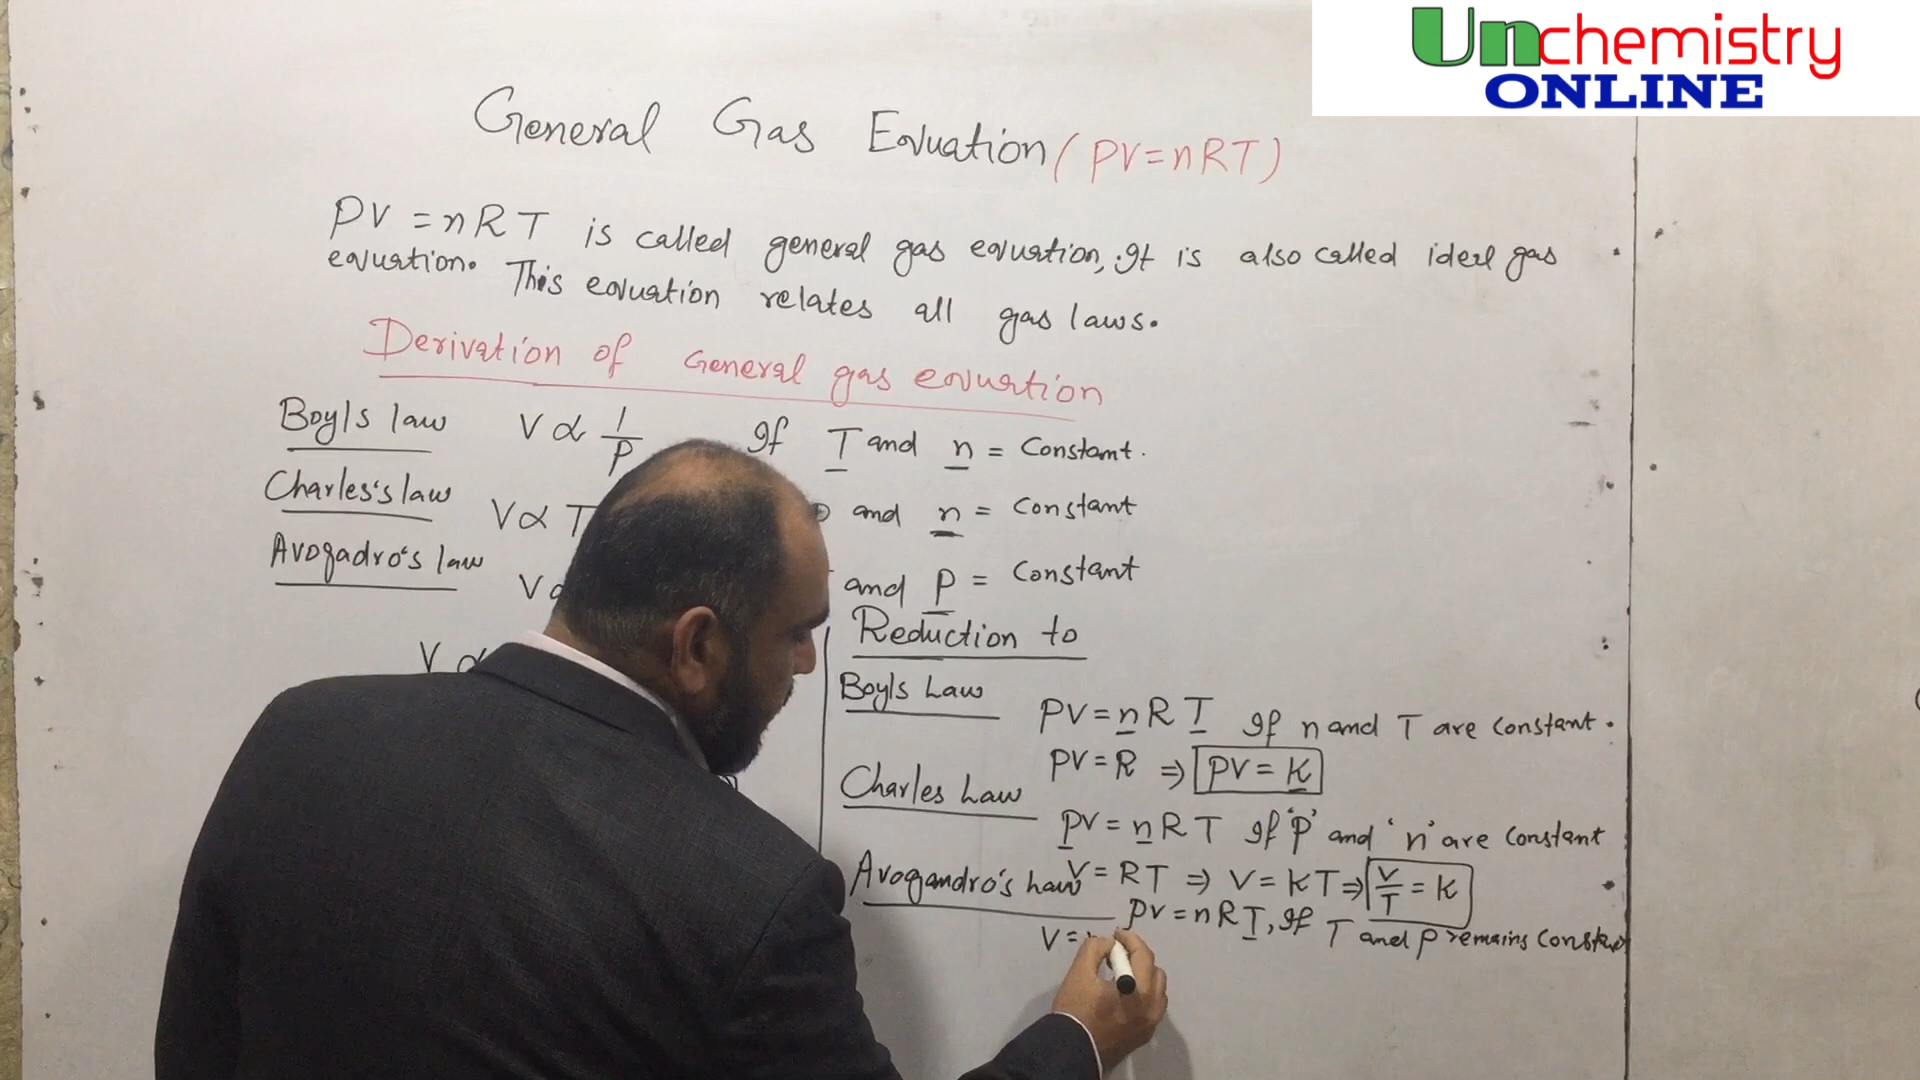 Unchemistry
ONLINE
General Gas Equation (PV=nRT)
PV = nRT is called general gas equation, It is also called ideal gas
equation. This equation relates all gas laws.
Derivation of General gas equation
Boyls law V ∝ 1/P If T and n = Constant.
Charles's law V ∝ T and n = Constant
Avogadro's law V and P = Constant
V ∝
Reduction to
Boyls Law
PV = nRT If n and T are constant.
PV = R ⇒ PV = K
Charles Law
PV = nRT If 'P' and 'n' are constant
V = RT ⇒ V = KT ⇒ V/T = K
Avogandro's Law
PV = nRT, If T and P remains Constant
V =